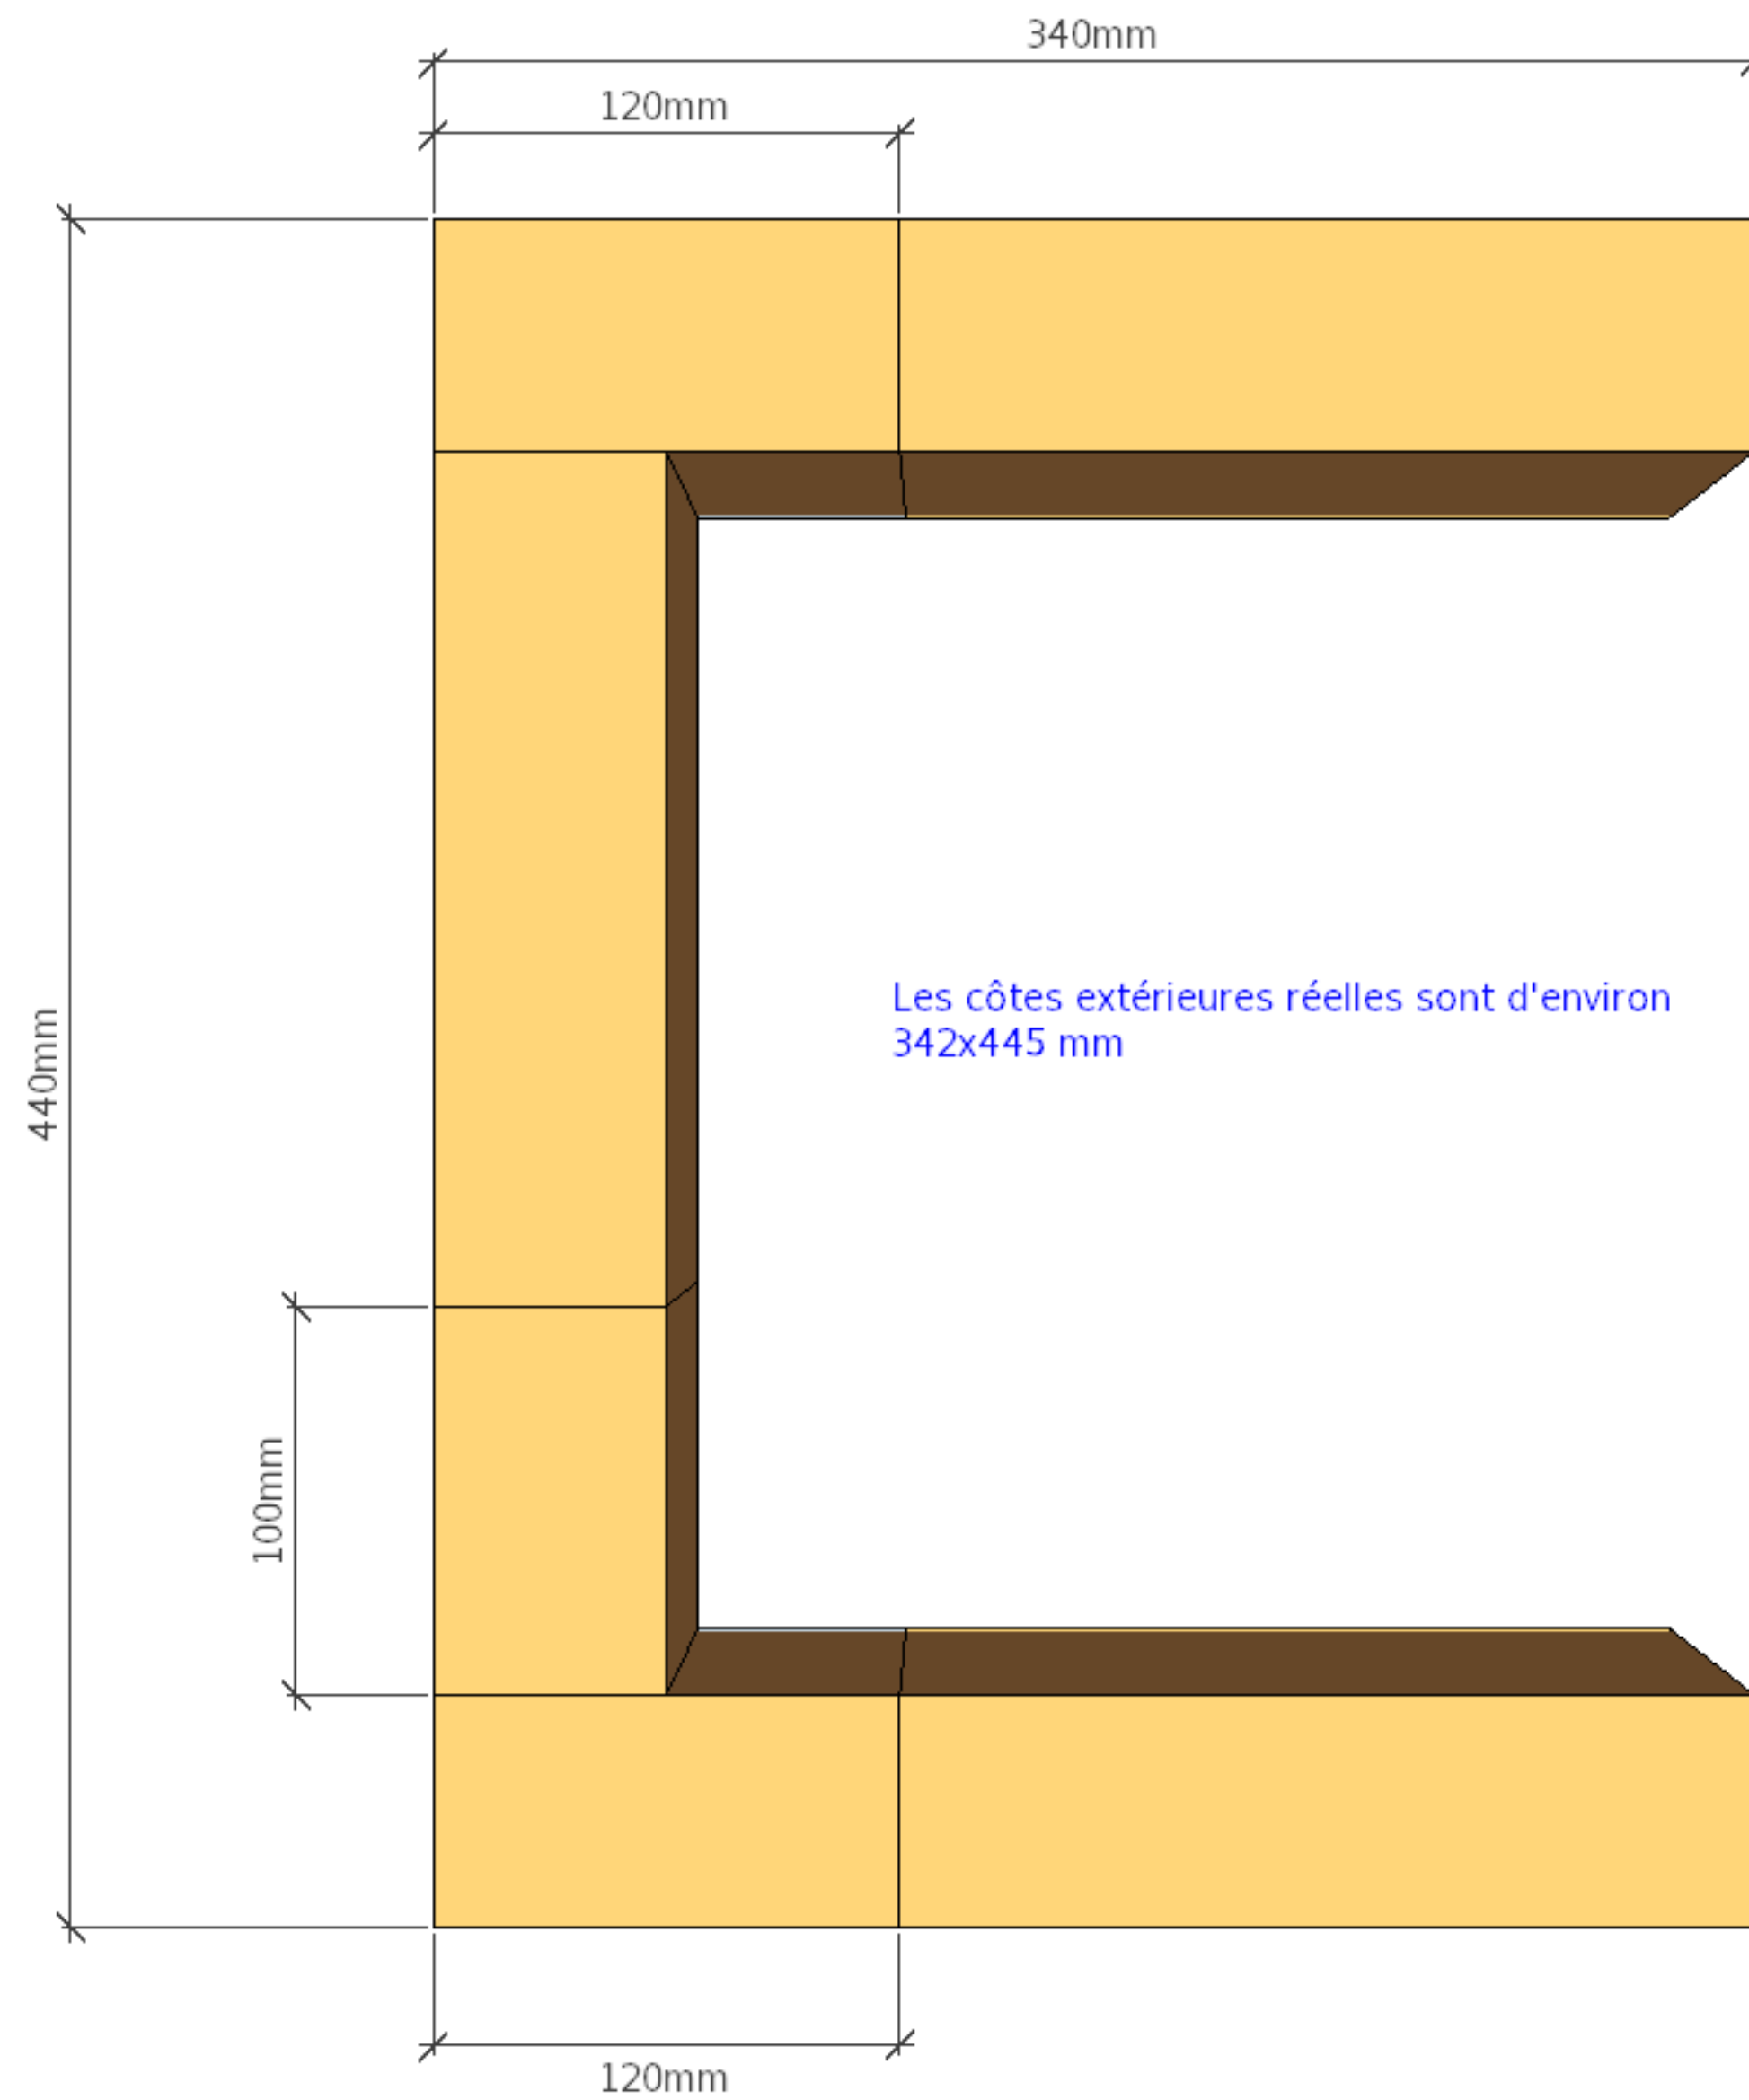 340mm
120mm
Les côtes extérieures réelles sont d'environ
342x445 mm
440mm
100mm
120mm